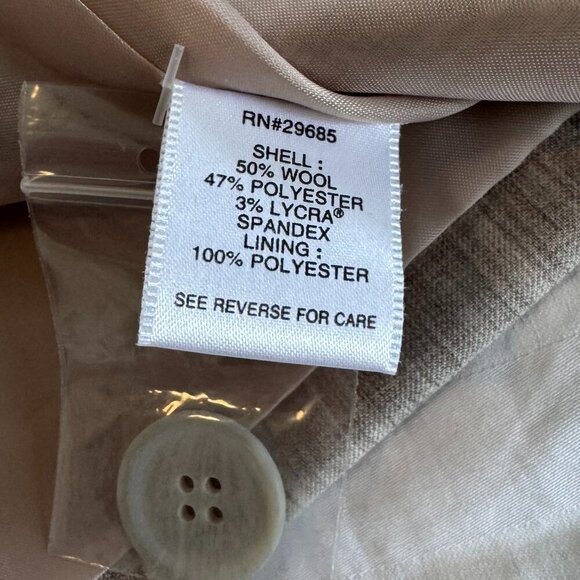 RN#29685
SHELL :
50% WOOL
47% POLYESTER
3% LYCRA®
SPANDEX
LINING :
100% POLYESTER
SEE REVERSE FOR CARE